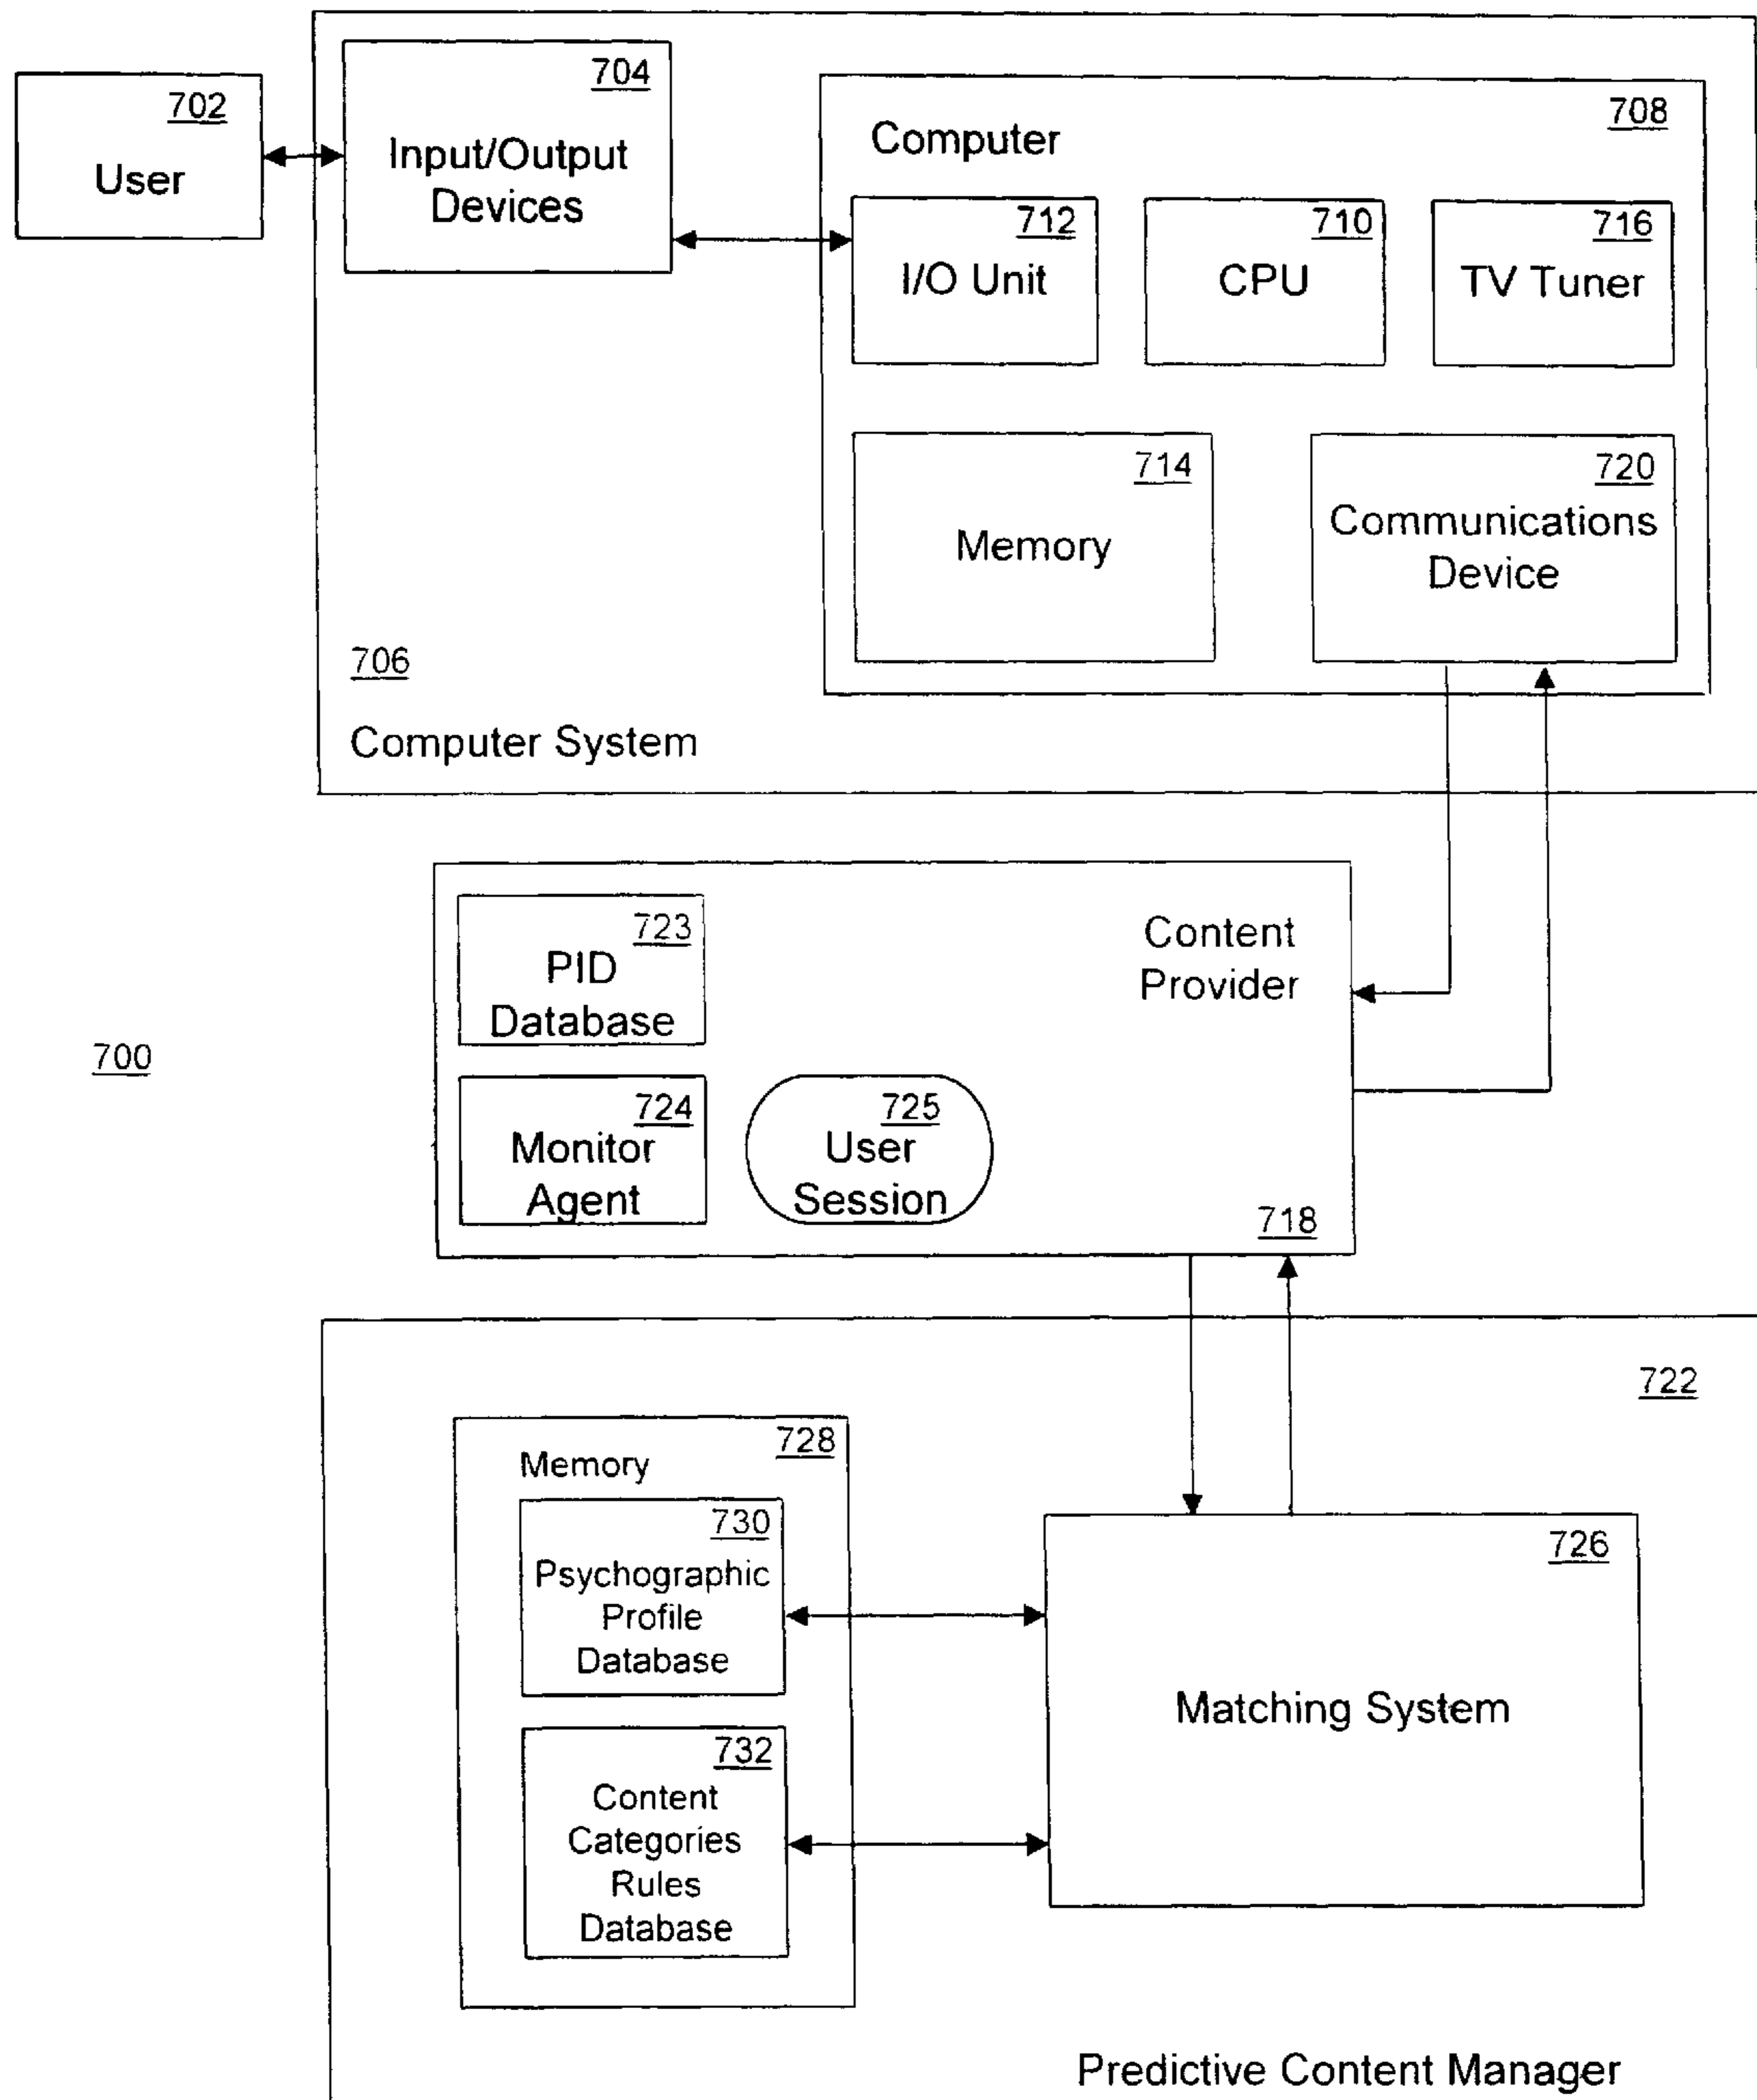 702
User
704
Input/Output
Devices
708
Computer
712
I/O Unit
710
CPU
716
TV Tuner
714
Memory
720
Communications
Device
706
Computer System
723
PID
Database
Content
Provider
700
724
Monitor
Agent
725
User
Session
718
722
728
Memory
730
Psychographic
Profile
Database
726
Matching System
732
Content
Categories
Rules
Database
Predictive Content Manager